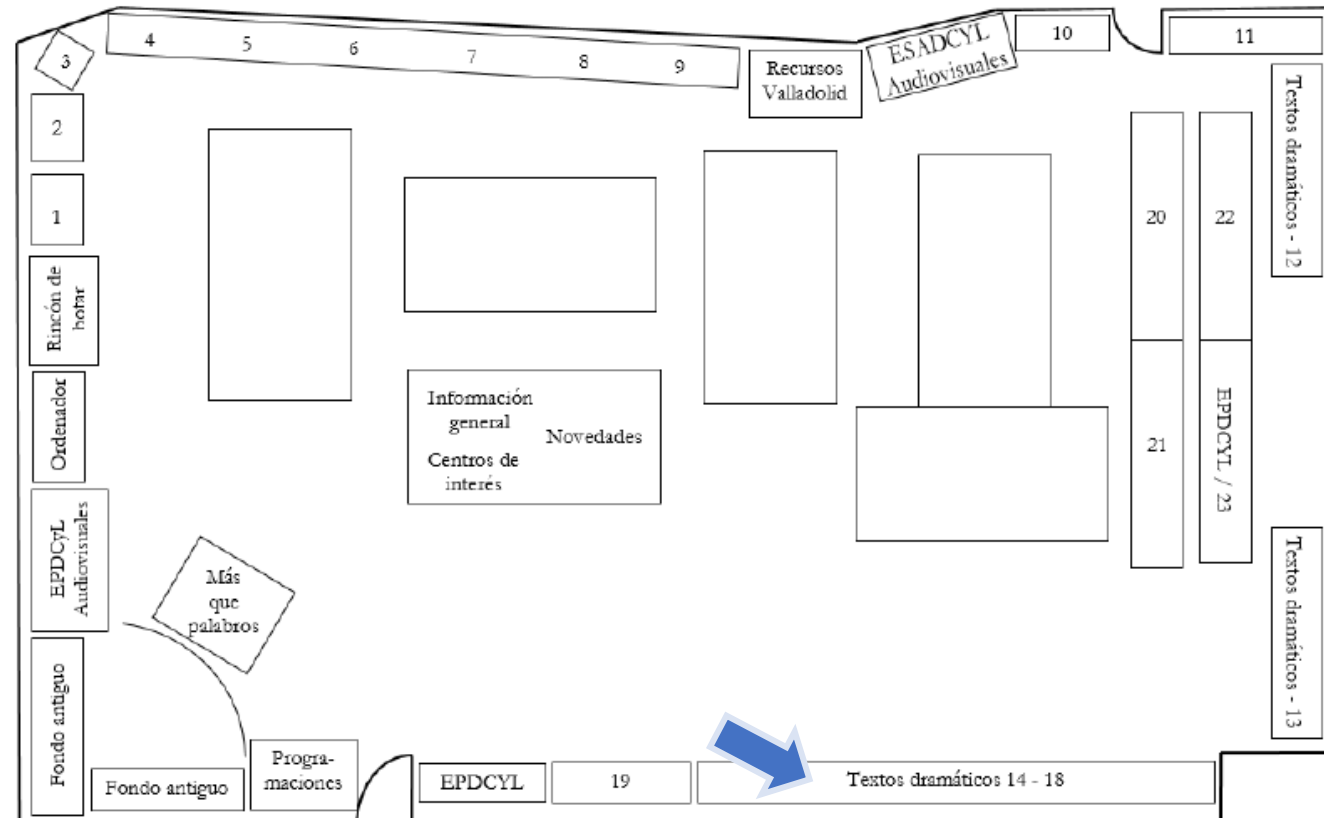 3
4
5
6
7
8
9
Recursos
Valladolid
ESADCYL
Audiovisuales
10
11
2
1
Rincón de
botar
Ordenador
EPDCyL
Audiovisuales
Fondo antiguo
Fondo antiguo
Más
que
palabros
Progra-
maciones
EPDCYL
19
Textos dramáticos 14 - 18
Información
general
Centros de
interés
Novedades
20
21
22
EPDCYL / 23
Textos dramáticos - 12
Textos dramáticos - 13